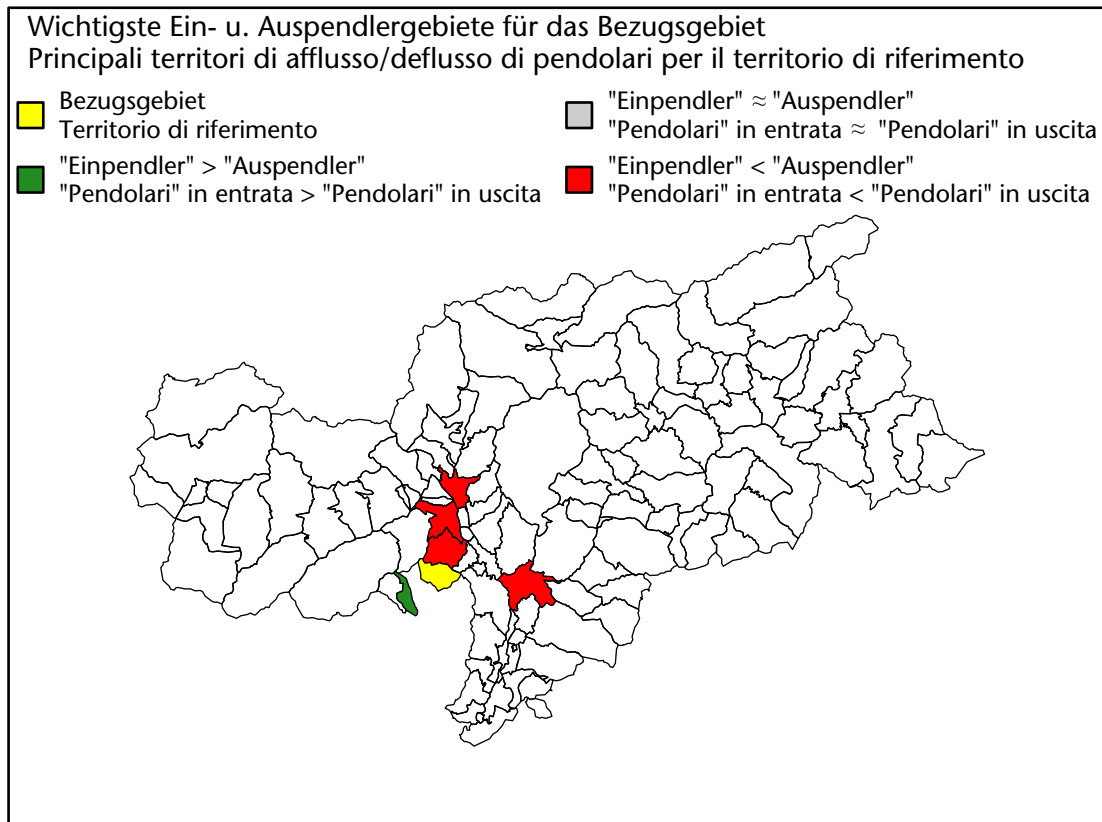 Wichtigste Ein- u. Auspendlergebiete für das Bezugsgebiet
Principali territori di afflusso/deflusso di pendolari per il territorio di riferimento
Bezugsgebiet
Territorio di riferimento
"Einpendler" > "Auspendler"
"Pendolari" in entrata > "Pendolari" in uscita
"Einpendler" ≈ "Auspendler"
"Pendolari" in entrata ≈ "Pendolari" in uscita
"Einpendler" < "Auspendler"
"Pendolari" in entrata < "Pendolari" in uscita